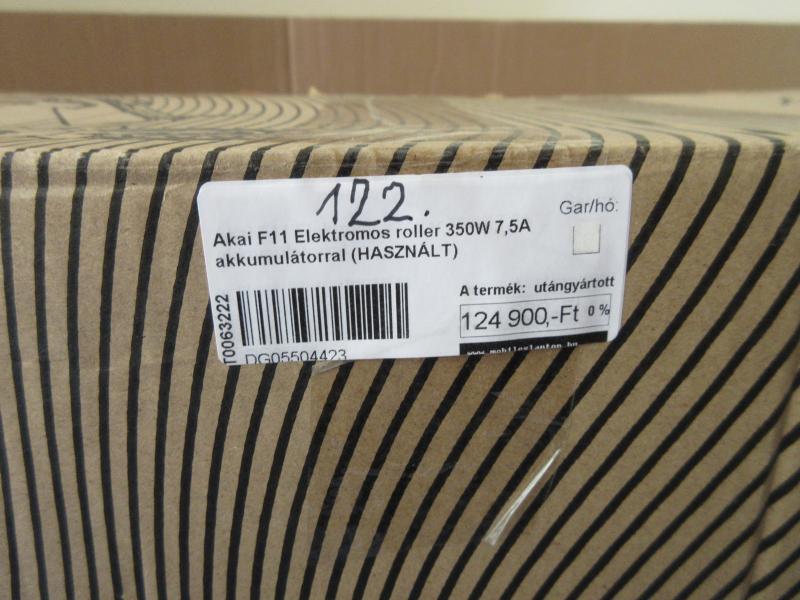 122.
Gar/hó:
Akai F11 Elektromos roller 350W 7,5A
akkumulátorral (HASZNÁLT)
A termék: utángyártott
124 900,-Ft 0 %
T0063222
DG05504423